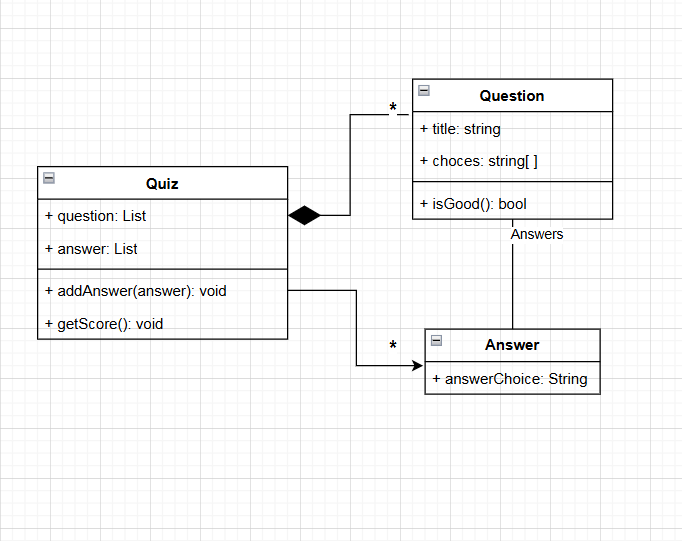 Quiz
+ question: List
+ answer: List
+ addAnswer(answer): void
+ getScore(): void
*
Question
+ title: string
+ choces: string[ ]
+ isGood(): bool
Answers
*
Answer
+ answerChoice: String